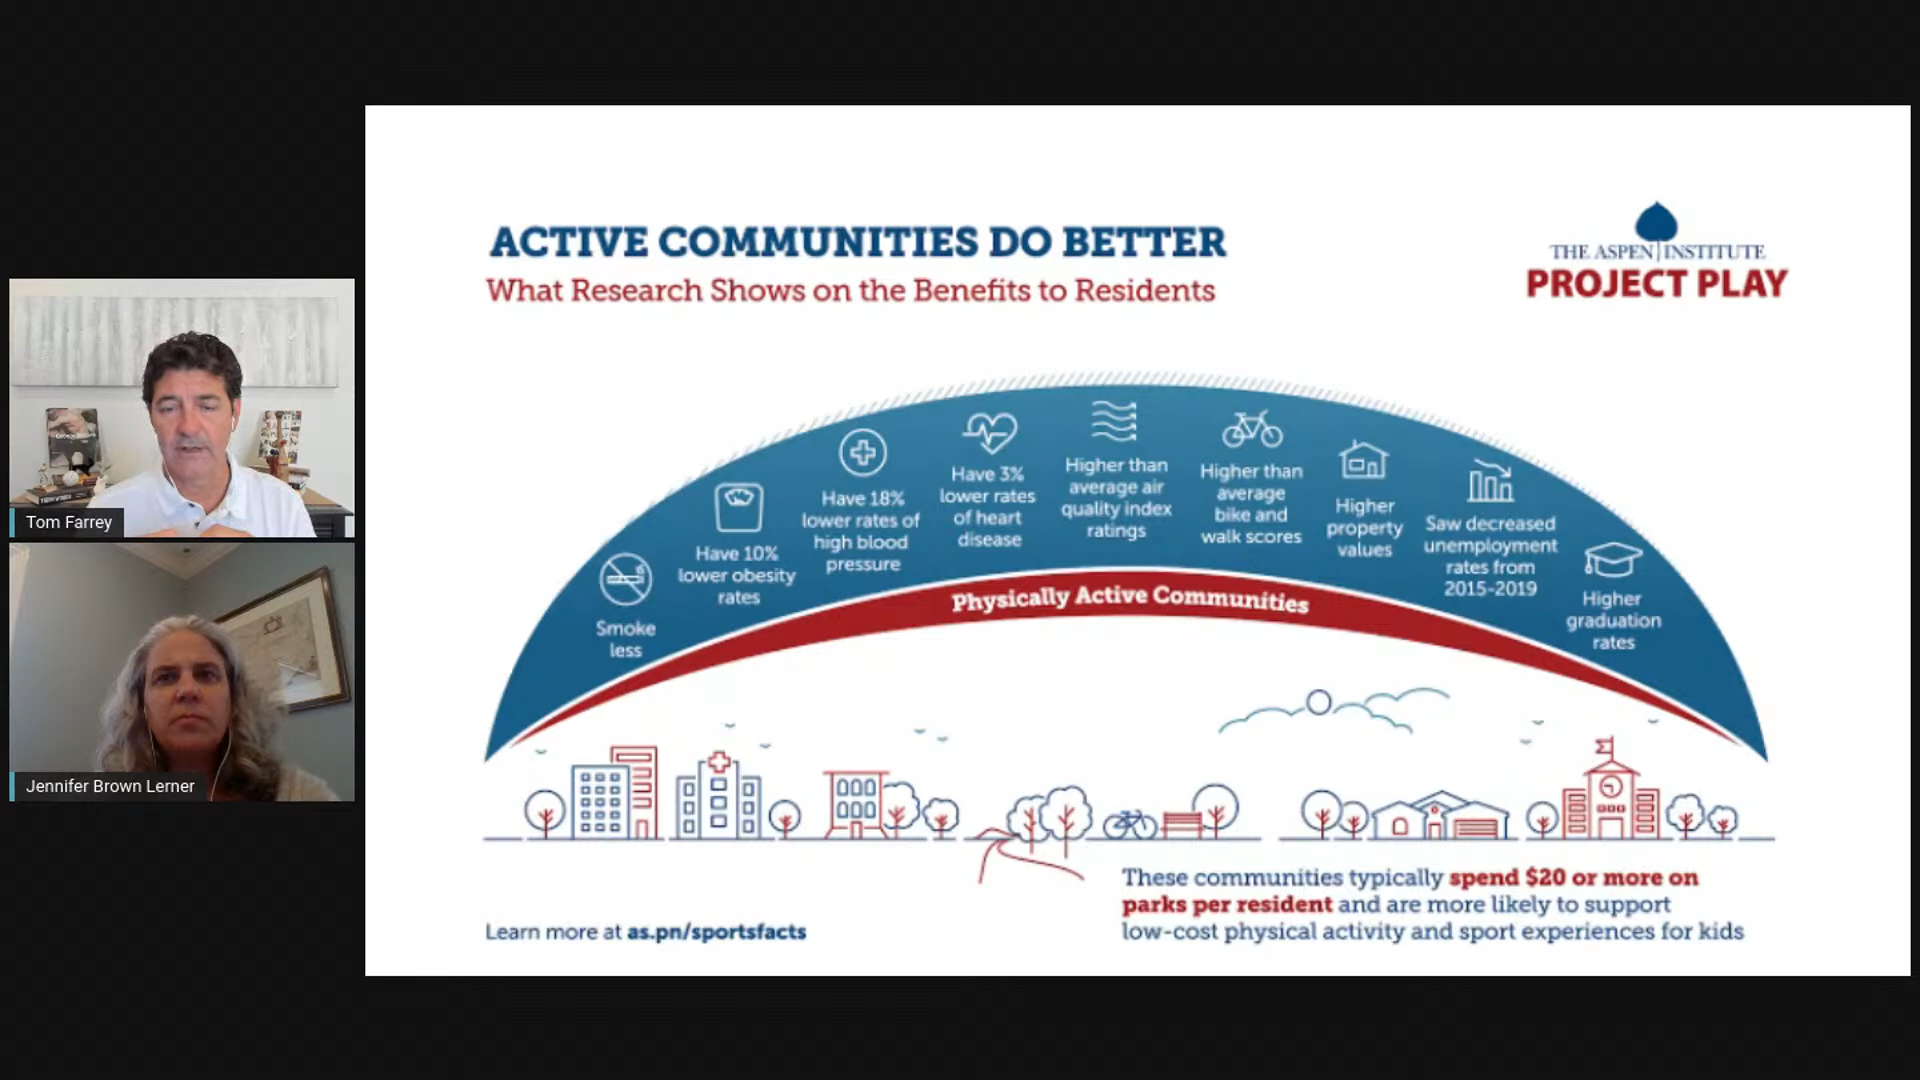 ACTIVE COMMUNITIES DO BETTER
What Research Shows on the Benefits to Residents
THE ASPEN INSTITUTE
PROJECT PLAY
Smoke
less
Have 10%
lower obesity
rates
Have 18%
lower rates of
high blood
pressure
Have 3%
lower rates
of heart
disease
Higher than
average air
quality index
ratings
Higher than
average
bike and
walk scores
Higher
property
values
Saw decreased
unemployment
rates from
2015-2019
Higher
graduation
rates
Physically Active Communities
These communities typically spend $20 or more on
parks per resident and are more likely to support
low-cost physical activity and sport experiences for kids
Learn more at as.pn/sportsfacts
Tom Farrey
Jennifer Brown Lerner